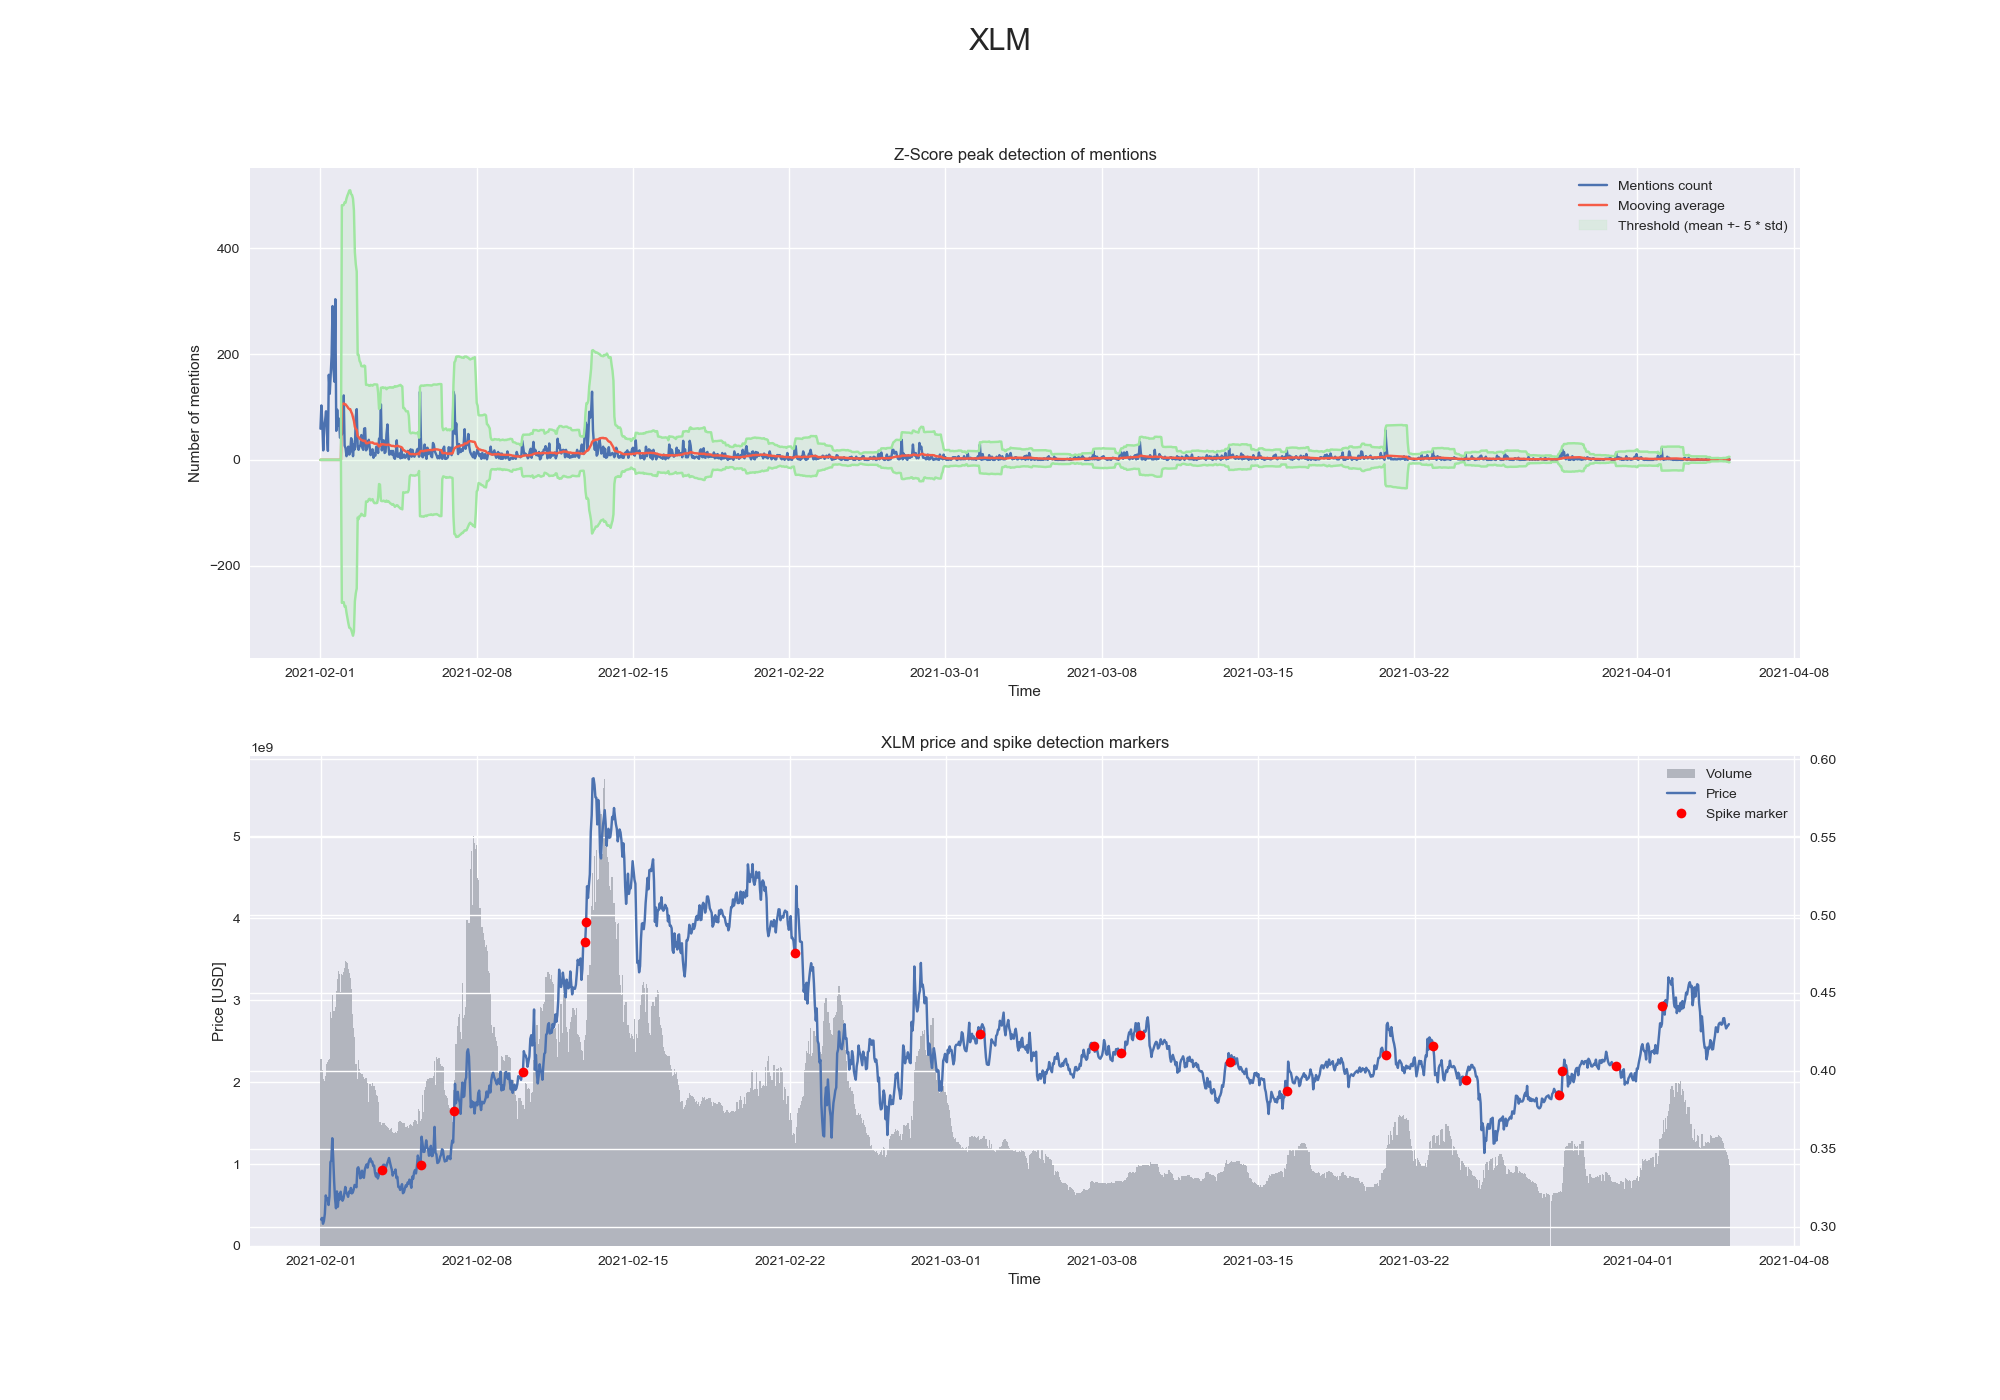 XLM
Z-Score peak detection of mentions
Mentions count
Mooving average
Threshold (mean +- 5 * std)
400
200
0
−200
Number of mentions
2021-02-01 2021-02-08 2021-02-15 2021-02-22 2021-03-01 2021-03-08 2021-03-15 2021-03-22 2021-04-01 2021-04-08
Time
XLM price and spike detection markers
1e9
Volume
Price
Spike marker
5
4
3
2
1
0
Price [USD]
0.60
0.55
0.50
0.45
0.40
0.35
0.30
2021-02-01 2021-02-08 2021-02-15 2021-02-22 2021-03-01 2021-03-08 2021-03-15 2021-03-22 2021-04-01 2021-04-08
Time